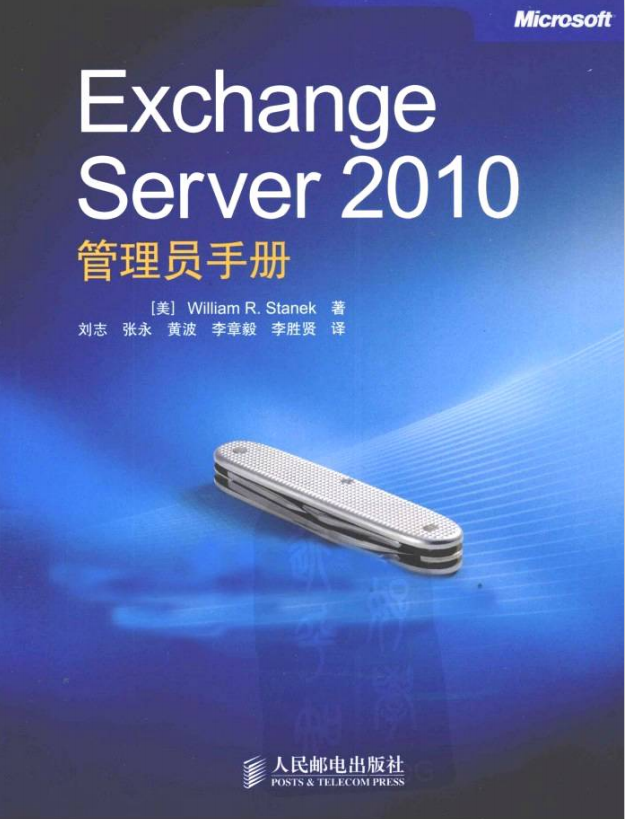 Microsoft
Exchange
Server 2010
管理员手册
[美] William R. Stanek 著
刘志 张永 黄波 李章毅 李胜贤 译
人民邮电出版社
POSTS & TELECOM PRESS